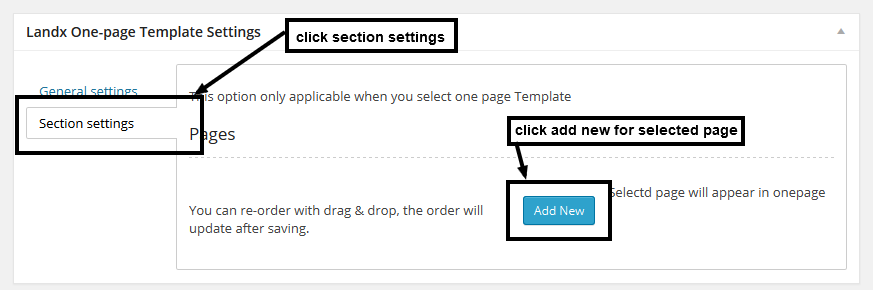 Landx One-page Template Settings
click section settings
General settings
Section settings
This option only applicable when you select one page Template
Pages
click add new for selected page
You can re-order with drag & drop, the order will
update after saving.
Add New
Selectd page will appear in onepage